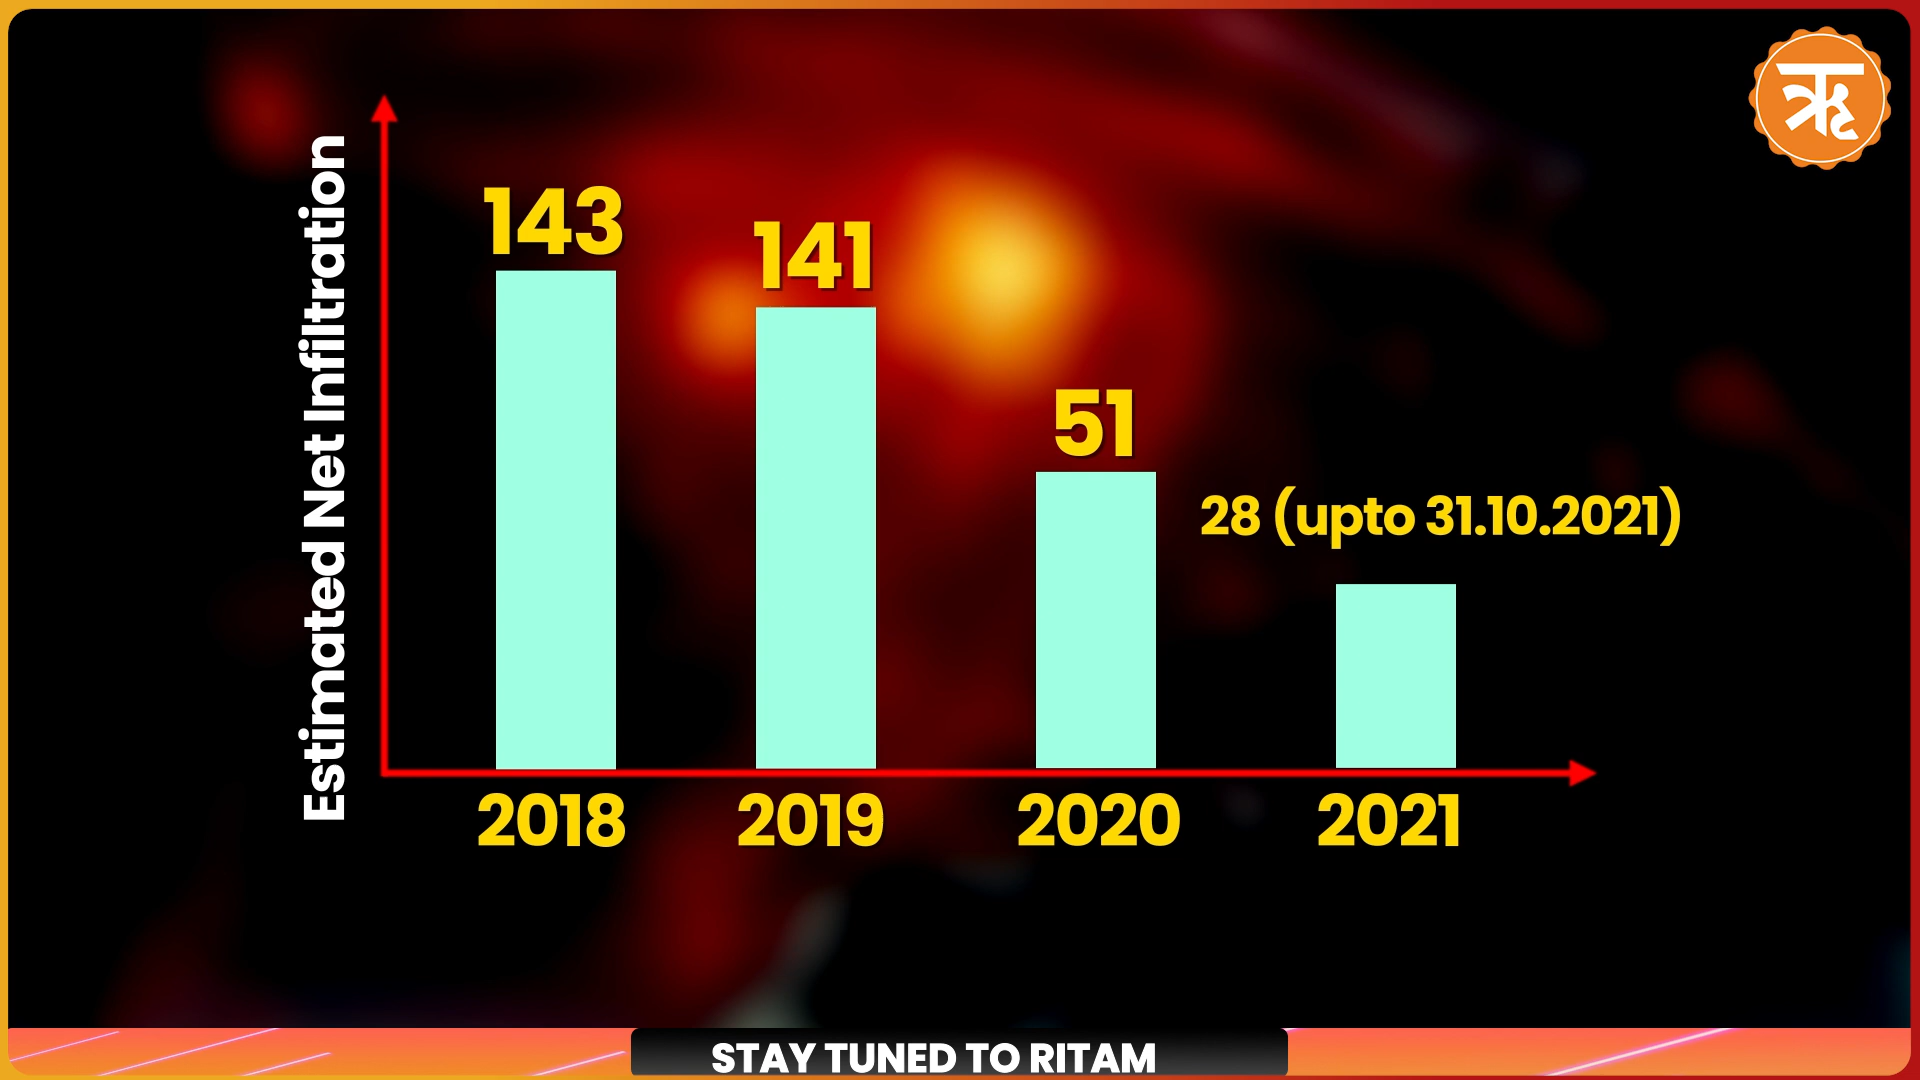 ऋ
Estimated Net Infiltration
143
141
51
28 (upto 31.10.2021)
2018
2019
2020
2021
STAY TUNED TO RITAM